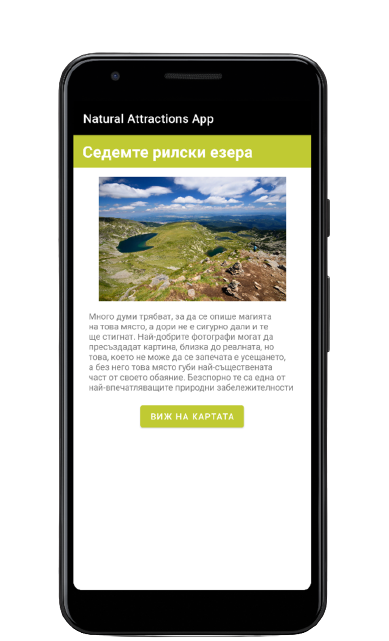 Natural Attractions App
Седемте рилски езера
Много думи трябват, за да се опише магията
на това място, а дори не е сигурно дали и те
ще стигнат. Най-добрите фотографи могат да
пресъздадат картина, близка до реалната, но
това, което не може да се запечата е усещането,
а без него това място губи най-съществената
част от своето обаяние. Безспорно те са една от
най-впечатляващите природни забележителности
ВИЖ НА КАРТАТА